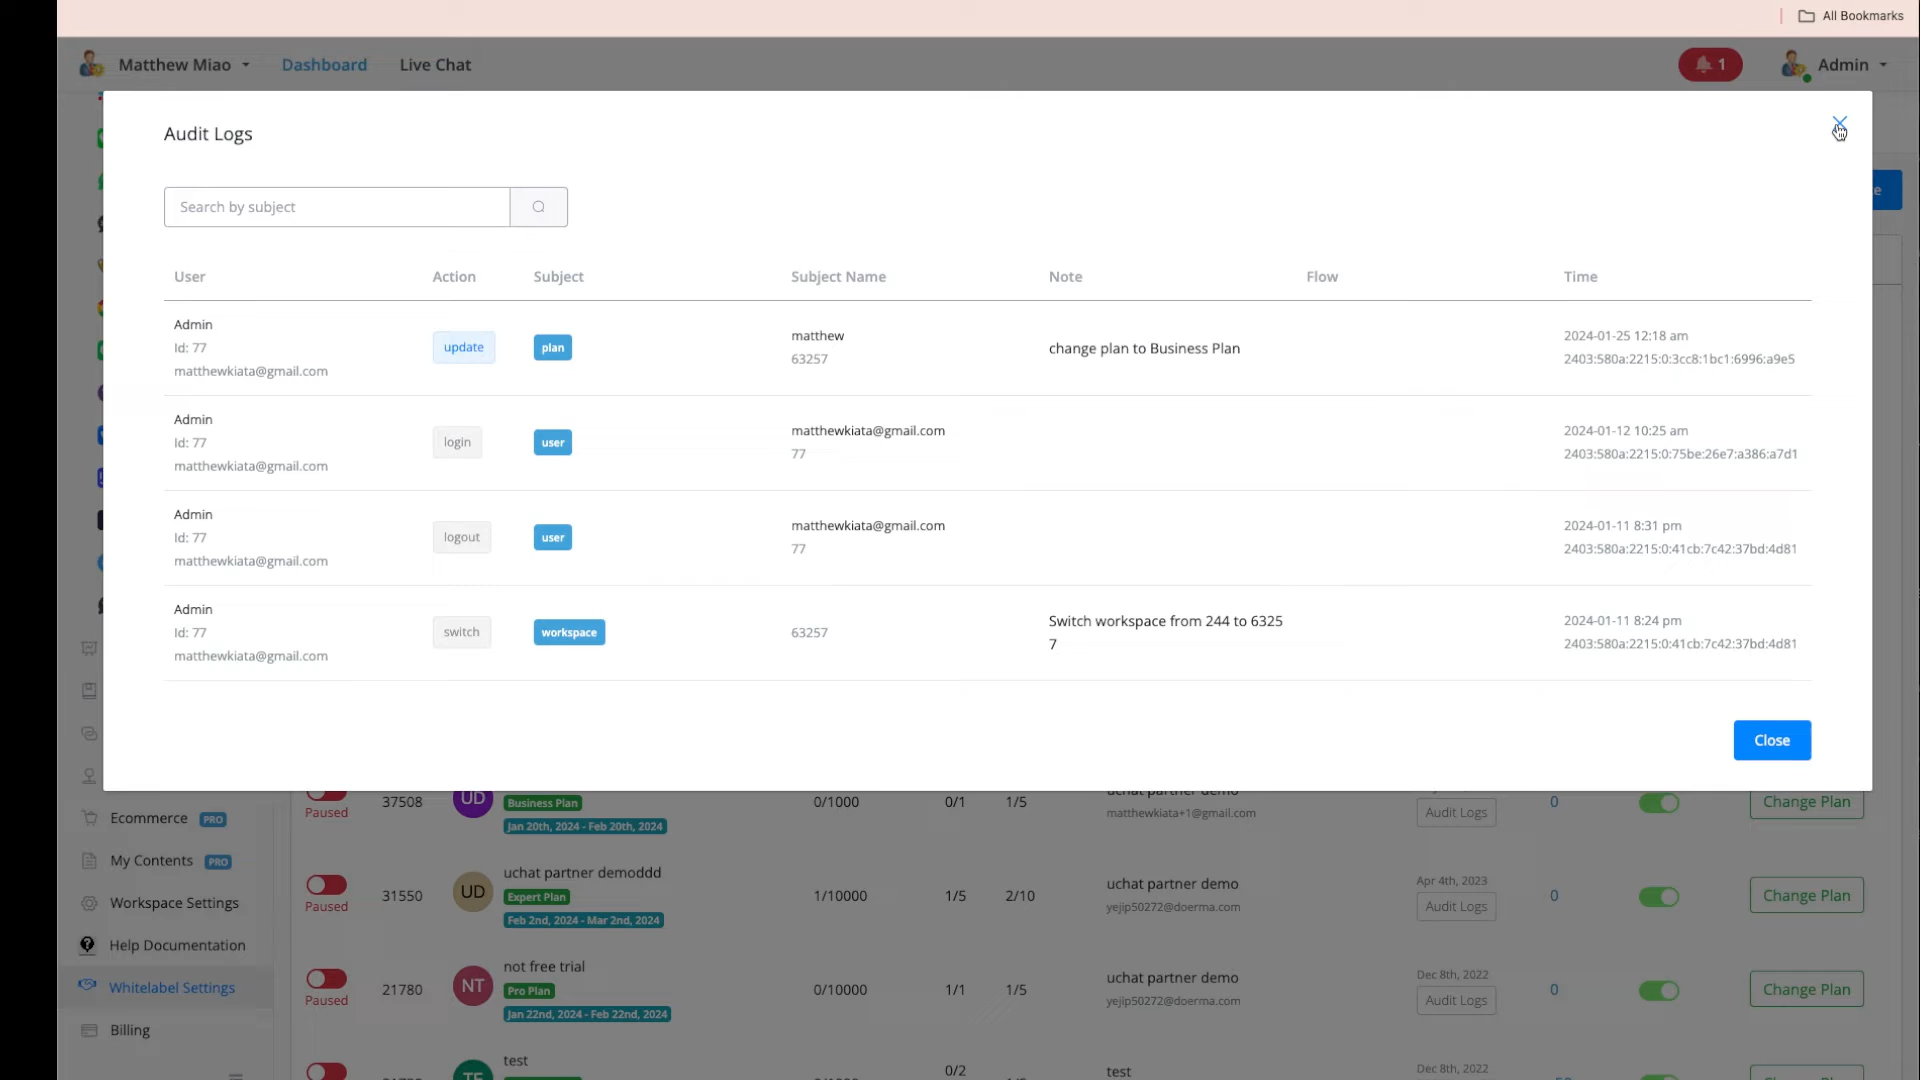 All Bookmarks
Matthew Miao Dashboard Live Chat 1 Admin
Audit Logs
Search by subject
User Action Subject Subject Name Note Flow Time
Admin
Id: 77
matthewkiata@gmail.com
update plan
matthew
63257
change plan to Business Plan
2024-01-25 12:18 am
2403:580a:2215:0:3cc8:1bc1:6996:a9e5
Admin
Id: 77
matthewkiata@gmail.com
login user
matthewkiata@gmail.com
77
2024-01-12 10:25 am
2403:580a:2215:0:75be:26e7:a386:a7d1
Admin
Id: 77
matthewkiata@gmail.com
logout user
matthewkiata@gmail.com
77
2024-01-11 8:31 pm
2403:580a:2215:0:41cb:7c42:37bd:4d81
Admin
Id: 77
matthewkiata@gmail.com
switch workspace
63257
Switch workspace from 244 to 6325
7
2024-01-11 8:24 pm
2403:580a:2215:0:41cb:7c42:37bd:4d81
Close
Ecommerce PRO
My Contents PRO
Workspace Settings
Help Documentation
Whitelabel Settings
Billing
Paused
37508
UD
Business Plan
Jan 20th, 2024 - Feb 20th, 2024
0/1000 0/1 1/5
uchat partner demo
matthewkiata+1@gmail.com
Audit Logs
0
Change Plan
Paused
31550
UD
uchat partner demoddd
Expert Plan
Feb 2nd, 2024 - Mar 2nd, 2024
1/10000 1/5 2/10
uchat partner demo
yejip50272@doerma.com
Apr 4th, 2023
Audit Logs
0
Change Plan
Paused
21780
NT
not free trial
Pro Plan
Jan 22nd, 2024 - Feb 22nd, 2024
0/10000 1/1 1/5
uchat partner demo
yejip50272@doerma.com
Dec 8th, 2022
Audit Logs
0
Change Plan
test
0/2
test
Dec 8th, 2022